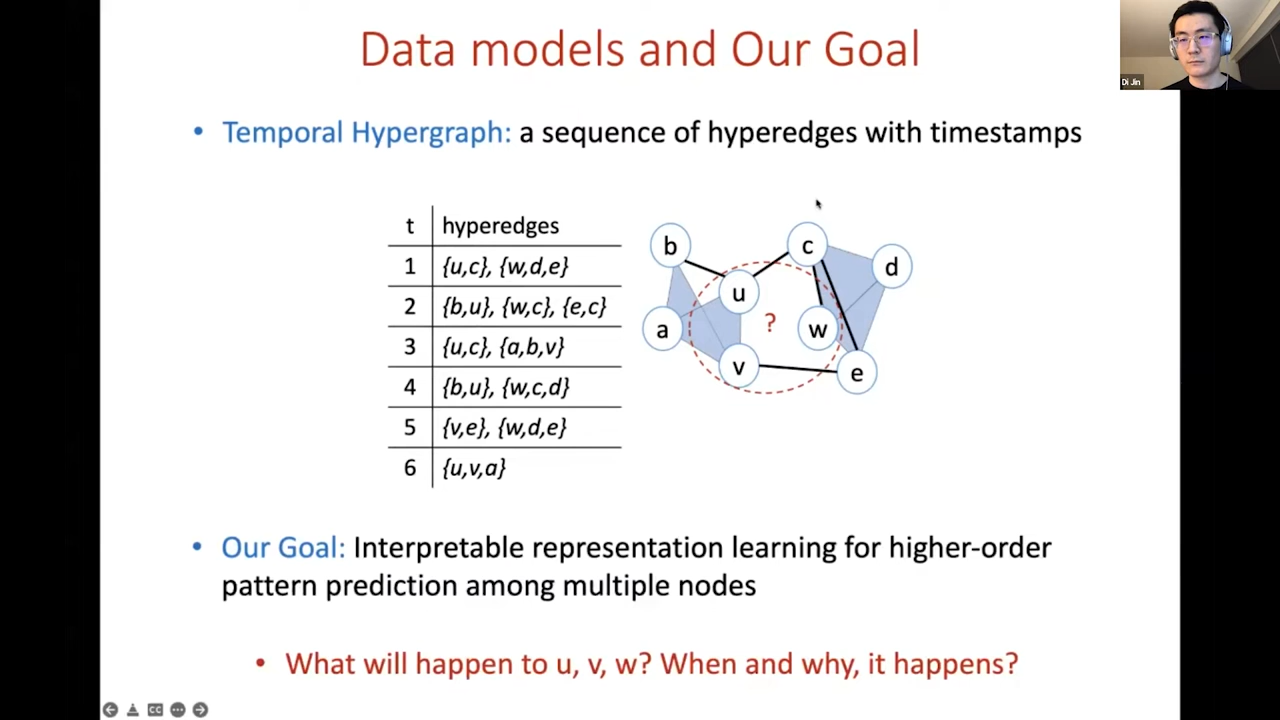 Data models and Our Goal
Di Jin
• Temporal Hypergraph: a sequence of hyperedges with timestamps
t hyperedges
1 {u,c}, {w,d,e}
2 {b,u}, {w,c}, {e,c}
3 {u,c}, {a,b,v}
4 {b,u}, {w,c,d}
5 {v,e}, {w,d,e}
6 {u,v,a}
b
c
d
u
a
?
w
v
e
• Our Goal: Interpretable representation learning for higher-order
pattern prediction among multiple nodes
• What will happen to u, v, w? When and why, it happens?
CC